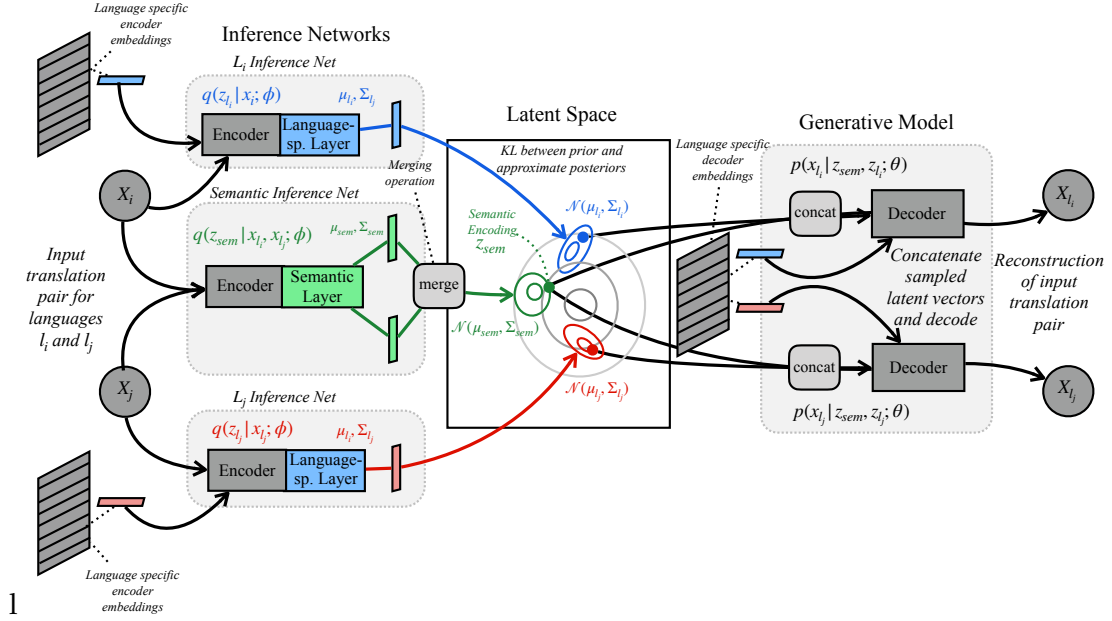 Language specific
encoder
embeddings
Inference Networks
L_i Inference Net
q(z_{l_i} | x_i; ϕ)
μ_{l_i}, Σ_{l_j}
Encoder
Language-
sp. Layer
X_i
Semantic Inference Net
q(z_{sem} | x_{l_i}, x_{l_j}; ϕ)
μ_{sem}, Σ_{sem}
Encoder
Semantic
Layer
Merging
operation
merge
Input
translation
pair for
languages
l_i and l_j
X_j
L_j Inference Net
q(z_{l_j} | x_{l_j}; ϕ)
μ_{l_i}, Σ_{l_j}
Encoder
Language-
sp. Layer
Language specific
encoder
embeddings
Latent Space
KL between prior and
approximate posteriors
𝒩(μ_{l_i}, Σ_{l_i})
Semantic
Encoding
z_{sem}
𝒩(μ_{sem}, Σ_{sem})
𝒩(μ_{l_j}, Σ_{l_j})
Language specific
decoder
embeddings
Generative Model
p(x_{l_i} | z_{sem}, z_{l_i}; θ)
concat
Decoder
Concatenate
sampled
latent vectors
and decode
concat
Decoder
p(x_{l_j} | z_{sem}, z_{l_j}; θ)
X_{l_i}
Reconstruction
of input
translation
pair
X_{l_j}
l